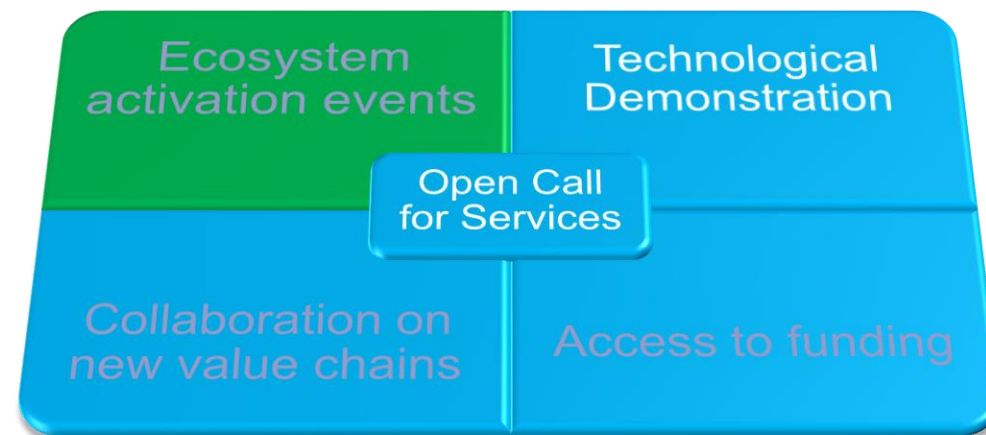 Ecosystem
activation events
Technological
Demonstration
Open Call
for Services
Collaboration on
new value chains
Access to funding